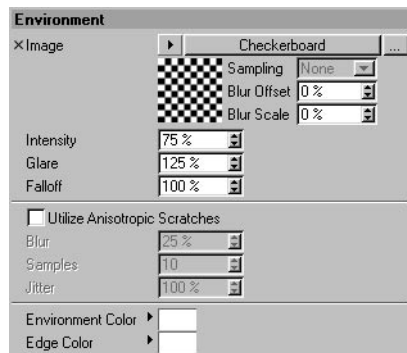 Environment
Image Checkerboard ...
Sampling None
Blur Offset 0 %
Blur Scale 0 %
Intensity 75 %
Glare 125 %
Falloff 100 %
Utilize Anisotropic Scratches
Blur 25 %
Samples 10
Jitter 100 %
Environment Color
Edge Color